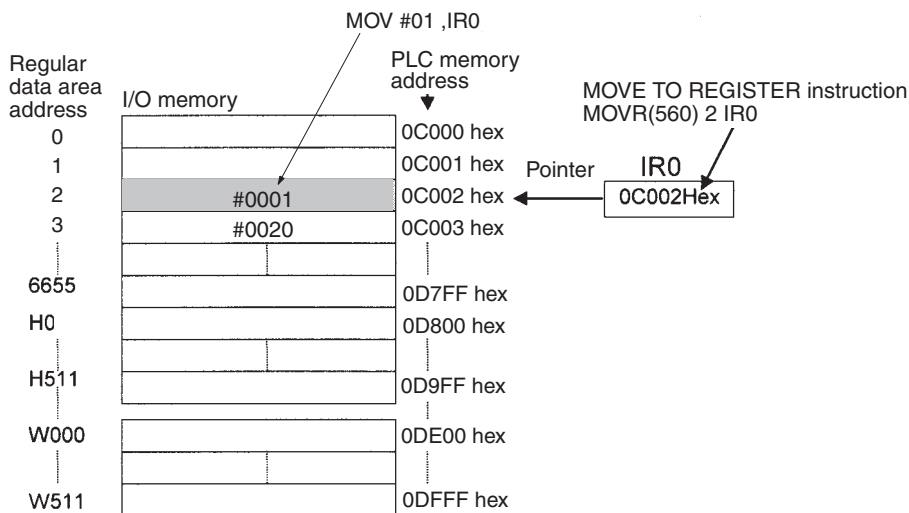 MOV #01 ,IR0
Regular
data area
address
I/O memory
PLC memory
address
MOVE TO REGISTER instruction
MOVR(560) 2 IR0
0
0C000 hex
1
0C001 hex
Pointer
IR0
2
#0001
0C002 hex
0C002Hex
3
#0020
0C003 hex
6655
0D7FF hex
H0
0D800 hex
H511
0D9FF hex
W000
0DE00 hex
W511
0DFFF hex